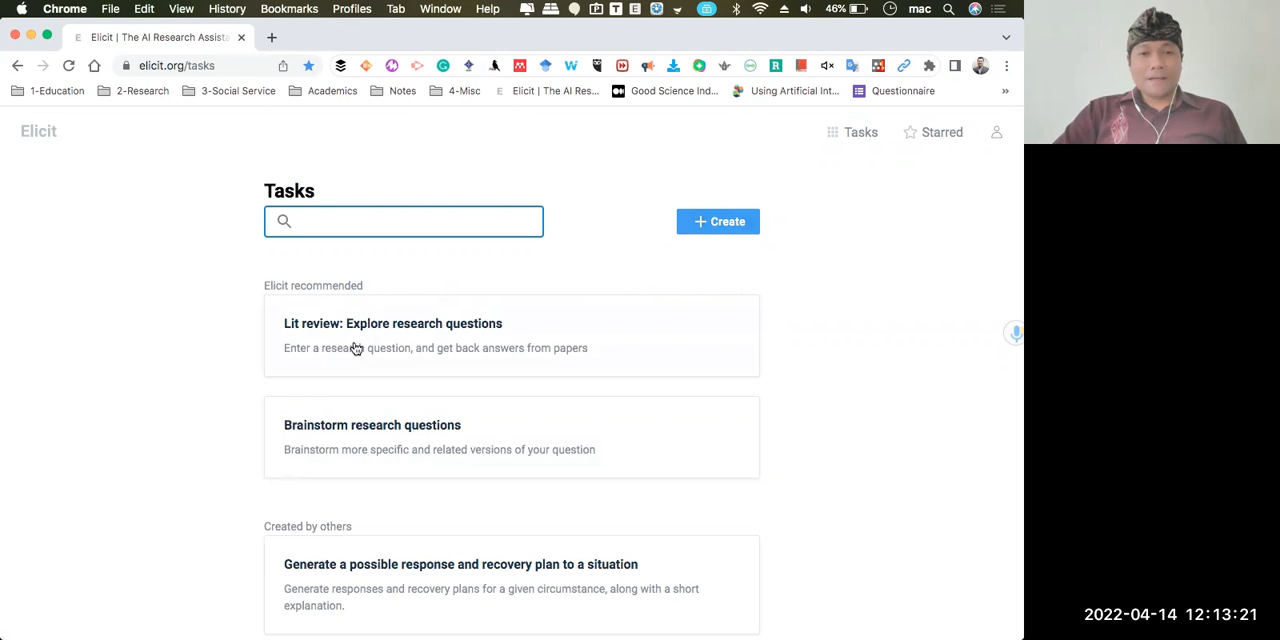 Chrome File Edit View History Bookmarks Profiles Tab Window Help 46% mac
Elicit | The AI Research Assista
elicit.org/tasks
1-Education 2-Research 3-Social Service Academics Notes 4-Misc Elicit | The AI Res... Good Science Ind... Using Artificial Int... Questionnaire »
Elicit Tasks Starred
Tasks
+ Create
Elicit recommended
Lit review: Explore research questions
Enter a research question, and get back answers from papers
Brainstorm research questions
Brainstorm more specific and related versions of your question
Created by others
Generate a possible response and recovery plan to a situation
Generate responses and recovery plans for a given circumstance, along with a short
explanation.
2022-04-14 12:13:21